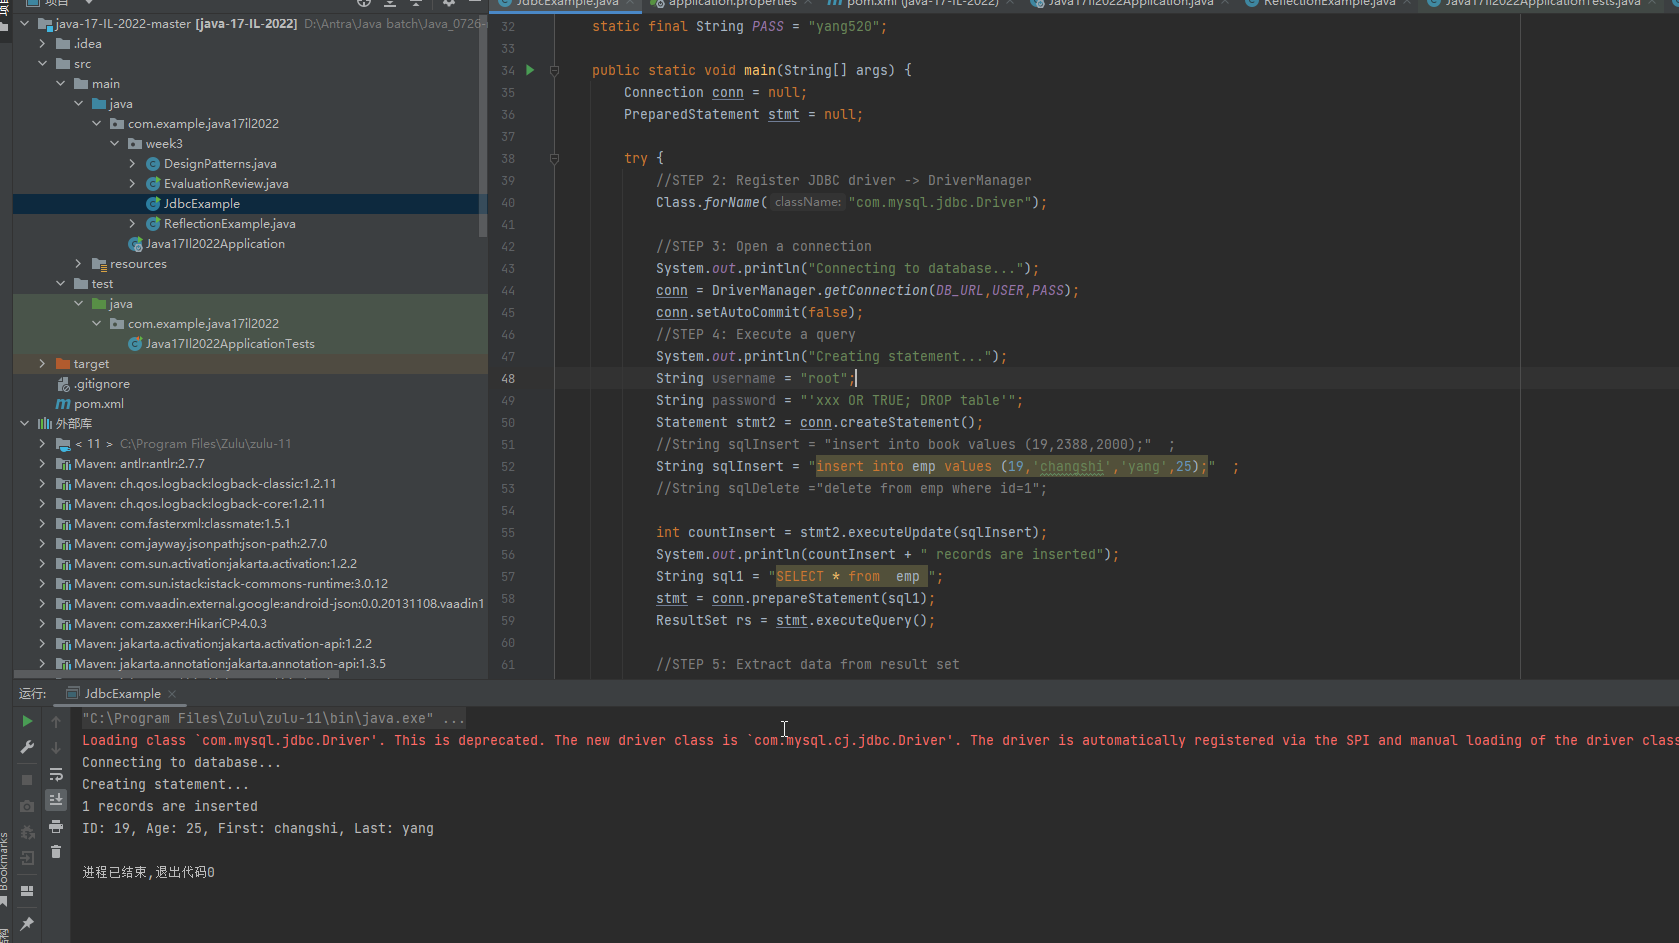 项目
java-17-IL-2022-master [java-17-IL-2022] D:\Antra\Java batch\Java_0726-
.idea
src
main
java
com.example.java17il2022
week3
DesignPatterns.java
EvaluationReview.java
JdbcExample
ReflectionExample.java
Java17Il2022Application
resources
test
java
com.example.java17il2022
Java17Il2022ApplicationTests
target
.gitignore
pom.xml
外部库
< 11 > C:\Program Files\Zulu\zulu-11
Maven: antlr:antlr:2.7.7
Maven: ch.qos.logback:logback-classic:1.2.11
Maven: ch.qos.logback:logback-core:1.2.11
Maven: com.fasterxml:classmate:1.5.1
Maven: com.jayway.jsonpath:json-path:2.7.0
Maven: com.sun.activation:jakarta.activation:1.2.2
Maven: com.sun.istack:istack-commons-runtime:3.0.12
Maven: com.vaadin.external.google:android-json:0.0.20131108.vaadin1
Maven: com.zaxxer:HikariCP:4.0.3
Maven: jakarta.activation:jakarta.activation-api:1.2.2
Maven: jakarta.annotation:jakarta.annotation-api:1.3.5
JdbcExample.java application.properties pom.xml (java-17-IL-2022) Java17Il2022Application.java ReflectionExample.java Java17Il2022ApplicationTests.java
32 static final String PASS = "yang520";
33
34 public static void main(String[] args) {
35 Connection conn = null;
36 PreparedStatement stmt = null;
37
38 try {
39 //STEP 2: Register JDBC driver -> DriverManager
40 Class.forName( className: "com.mysql.jdbc.Driver");
41
42 //STEP 3: Open a connection
43 System.out.println("Connecting to database...");
44 conn = DriverManager.getConnection(DB_URL,USER,PASS);
45 conn.setAutoCommit(false);
46 //STEP 4: Execute a query
47 System.out.println("Creating statement...");
48 String username = "root";
49 String password = "'xxx OR TRUE; DROP table'";
50 Statement stmt2 = conn.createStatement();
51 //String sqlInsert = "insert into book values (19,2388,2000);" ;
52 String sqlInsert = "insert into emp values (19,'changshi','yang',25);" ;
53 //String sqlDelete ="delete from emp where id=1";
54
55 int countInsert = stmt2.executeUpdate(sqlInsert);
56 System.out.println(countInsert + " records are inserted");
57 String sql1 = "SELECT * from  emp ";
58 stmt = conn.prepareStatement(sql1);
59 ResultSet rs = stmt.executeQuery();
60
61 //STEP 5: Extract data from result set
运行: JdbcExample
"C:\Program Files\Zulu\zulu-11\bin\java.exe" ...
Loading class `com.mysql.jdbc.Driver'. This is deprecated. The new driver class is `com.mysql.cj.jdbc.Driver'. The driver is automatically registered via the SPI and manual loading of the driver class
Connecting to database...
Creating statement...
1 records are inserted
ID: 19, Age: 25, First: changshi, Last: yang
进程已结束,退出代码0
Bookmarks